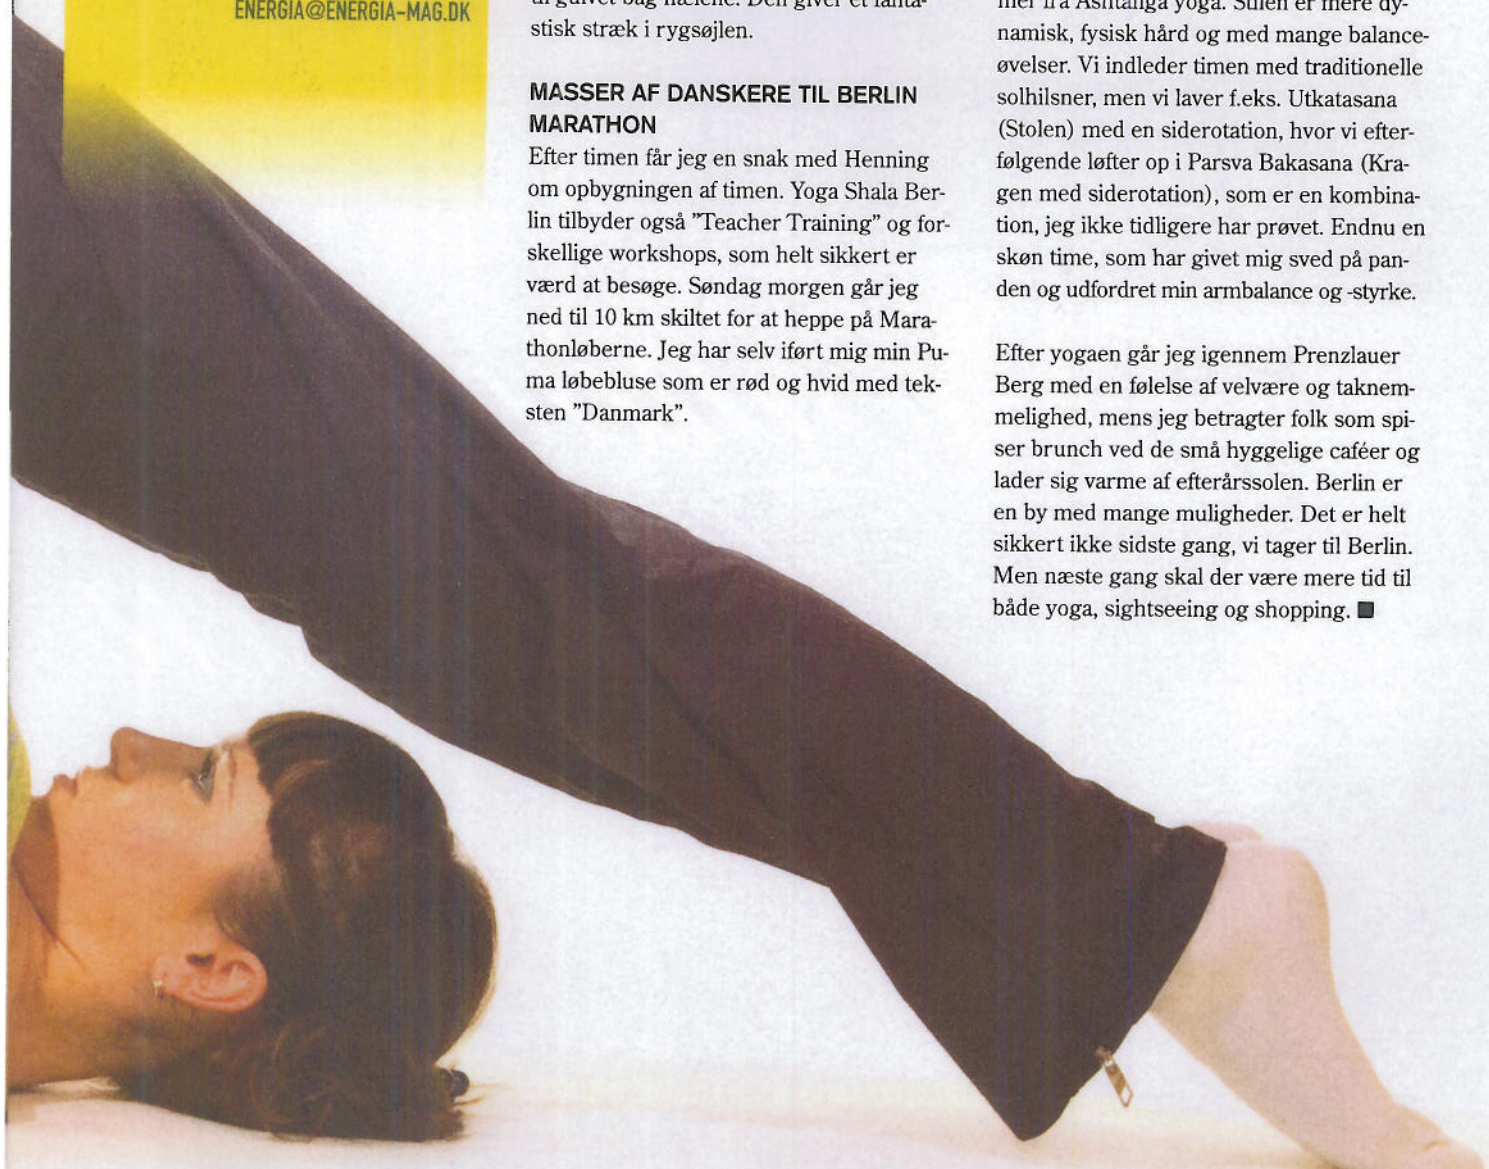 ENERGIA@ENERGIA-MAG.DK
stisk stræk i rygsøjlen.
MASSER AF DANSKERE TIL BERLIN
MARATHON
Efter timen får jeg en snak med Henning
om opbygningen af timen. Yoga Shala Ber-
lin tilbyder også ”Teacher Training” og for-
skellige workshops, som helt sikkert er
værd at besøge. Søndag morgen går jeg
ned til 10 km skiltet for at heppe på Mara-
thonløberne. Jeg har selv iført mig min Pu-
ma løbebluse som er rød og hvid med tek-
sten ”Danmark”.
mer fra Ashtanga yoga. Stilen er mere dy-
namisk, fysisk hård og med mange balance-
øvelser. Vi indleder timen med traditionelle
solhilsner, men vi laver f.eks. Utkatasana
(Stolen) med en siderotation, hvor vi efter-
følgende løfter op i Parsva Bakasana (Kra-
gen med siderotation), som er en kombina-
tion, jeg ikke tidligere har prøvet. Endnu en
skøn time, som har givet mig sved på pan-
den og udfordret min armbalance og -styrke.
Efter yogaen går jeg igennem Prenzlauer
Berg med en følelse af velvære og taknem-
melighed, mens jeg betragter folk som spi-
ser brunch ved de små hyggelige caféer og
lader sig varme af efterårssolen. Berlin er
en by med mange muligheder. Det er helt
sikkert ikke sidste gang, vi tager til Berlin.
Men næste gang skal der være mere tid til
både yoga, sightseeing og shopping.